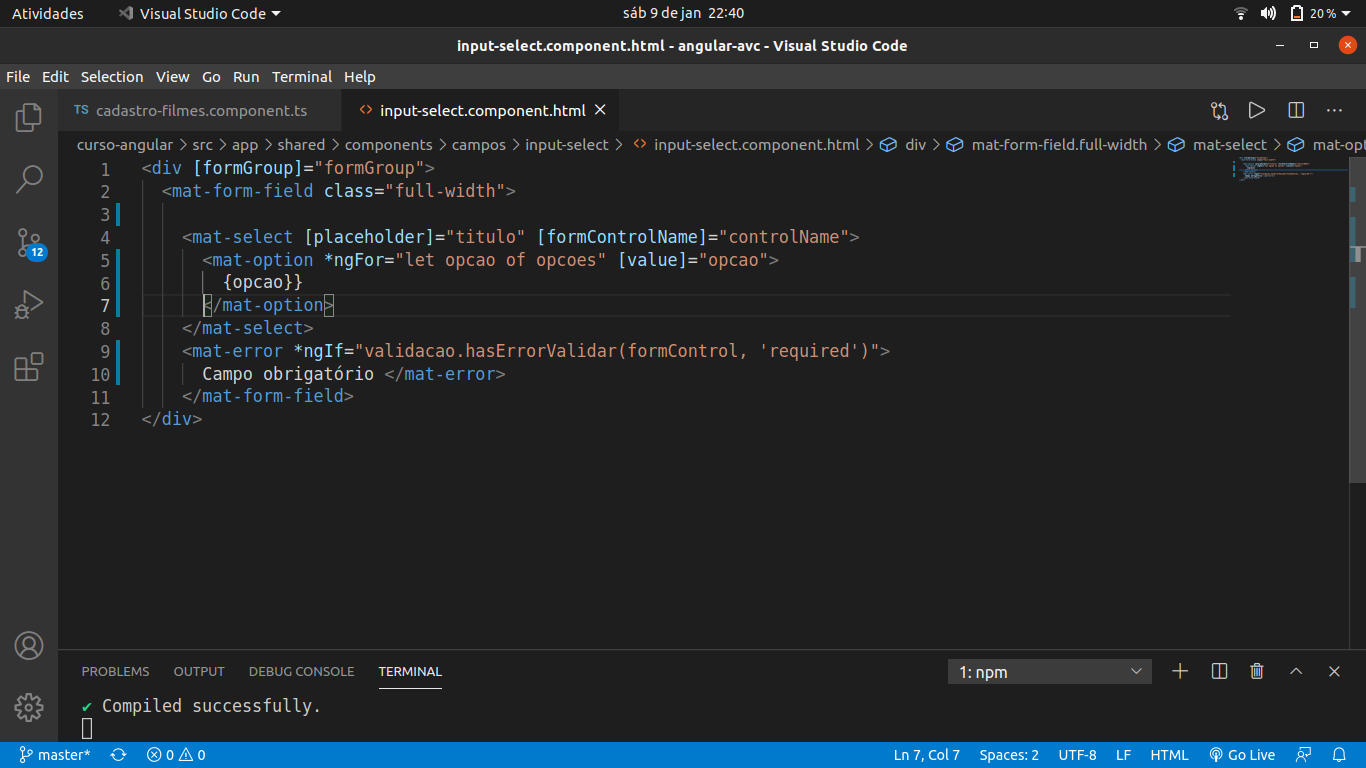 Atividades Visual Studio Code sáb 9 de jan 22:40 20 %
input-select.component.html - angular-avc - Visual Studio Code
File Edit Selection View Go Run Terminal Help
TS cadastro-filmes.component.ts <> input-select.component.html
curso-angular > src > app > shared > components > campos > input-select > <> input-select.component.html > div > mat-form-field.full-width > mat-select > mat-opt
1 <div [formGroup]="formGroup">
2 <mat-form-field class="full-width">
3
4 <mat-select [placeholder]="titulo" [formControlName]="controlName">
5 <mat-option *ngFor="let opcao of opcoes" [value]="opcao">
6 {opcao}}
7 </mat-option>
8 </mat-select>
9 <mat-error *ngIf="validacao.hasErrorValidar(formControl, 'required')">
10 Campo obrigatório </mat-error>
11 </mat-form-field>
12 </div>
12
PROBLEMS OUTPUT DEBUG CONSOLE TERMINAL 1: npm
✔ Compiled successfully.
master* 0 0 Ln 7, Col 7 Spaces: 2 UTF-8 LF HTML Go Live